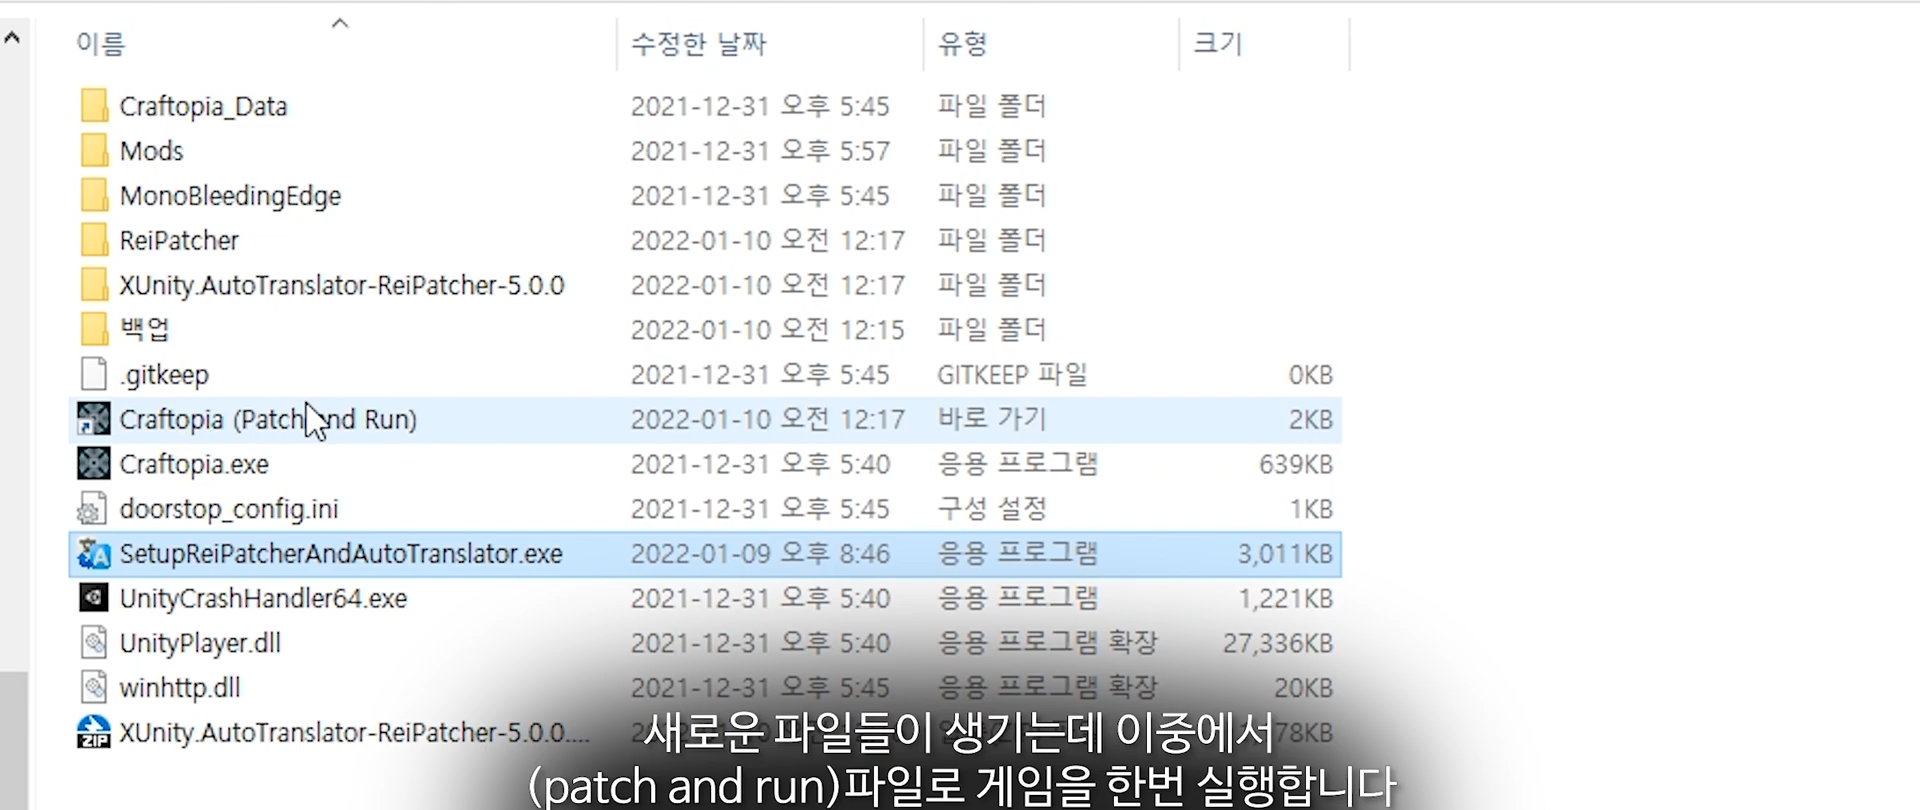 이름 수정한 날짜 유형 크기
Craftopia_Data 2021-12-31 오후 5:45 파일 폴더
Mods 2021-12-31 오후 5:57 파일 폴더
MonoBleedingEdge 2021-12-31 오후 5:45 파일 폴더
ReiPatcher 2022-01-10 오전 12:17 파일 폴더
XUnity.AutoTranslator-ReiPatcher-5.0.0 2022-01-10 오전 12:17 파일 폴더
백업 2022-01-10 오전 12:15 파일 폴더
.gitkeep 2021-12-31 오후 5:45 GITKEEP 파일 0KB
Craftopia (Patch and Run) 2022-01-10 오전 12:17 바로 가기 2KB
Craftopia.exe 2021-12-31 오후 5:40 응용 프로그램 639KB
doorstop_config.ini 2021-12-31 오후 5:45 구성 설정 1KB
SetupReiPatcherAndAutoTranslator.exe 2022-01-09 오후 8:46 응용 프로그램 3,011KB
UnityCrashHandler64.exe 2021-12-31 오후 5:40 응용 프로그램 1,221KB
UnityPlayer.dll 2021-12-31 오후 5:40 응용 프로그램 확장 27,336KB
winhttp.dll 2021-12-31 오후 5:45 응용 프로그램 확장 20KB
ZIP XUnity.AutoTranslator-ReiPatcher-5.0.0....
새로운 파일들이 생기는데 이중에서
(patch and run)파일로 게임을 한번 실행합니다